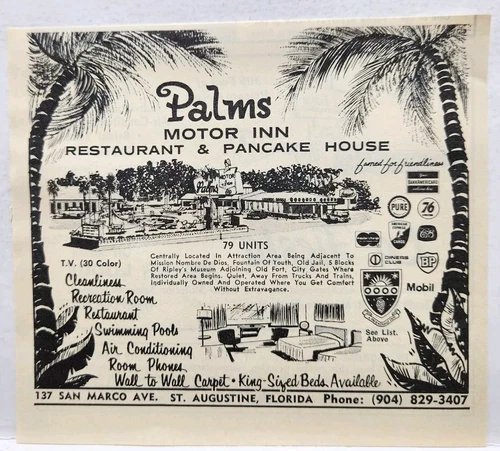 Palms
MOTOR INN
RESTAURANT & PANCAKE HOUSE
famed for friendliness
Palms
PURE
76
79 UNITS
Centrally Located In Attraction Area Being Adjacent To
Mission Nombre De Dios, Fountain Of Youth, Old Jail, 5 Blocks
Of Ripley's Museum Adjoining Old Fort, City Gates Where
Restored Area Begins. Quiet, Away From Trucks And Trains,
Individually Owned And Operated Where You Get Comfort
Without Extravagance.
DINERS
CLUB
BP
Mobil
See List.
Above
T.V. (30 Color)
Cleanliness
Recreation Room
Restaurant
Swimming Pools
Air Conditioning
Room Phones
Wall to Wall Carpet • King-Sized Beds Available
137 SAN MARCO AVE. ST. AUGUSTINE, FLORIDA Phone: (904) 829-3407